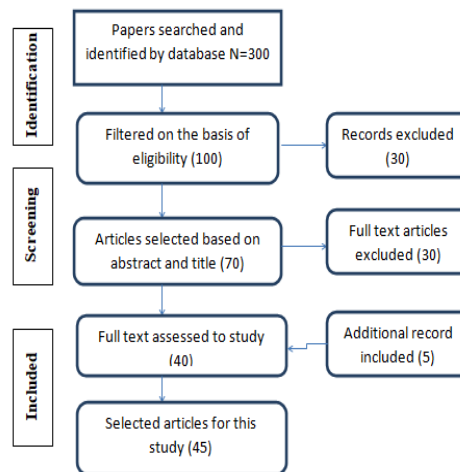 Identification
Papers searched and
identified by database N=300
Filtered on the basis of
eligibility (100)
Records excluded
(30)
Screening
Articles selected based on
abstract and title (70)
Full text articles
excluded (30)
Included
Full text assessed to study
(40)
Additional record
included (5)
Selected articles for this
study (45)